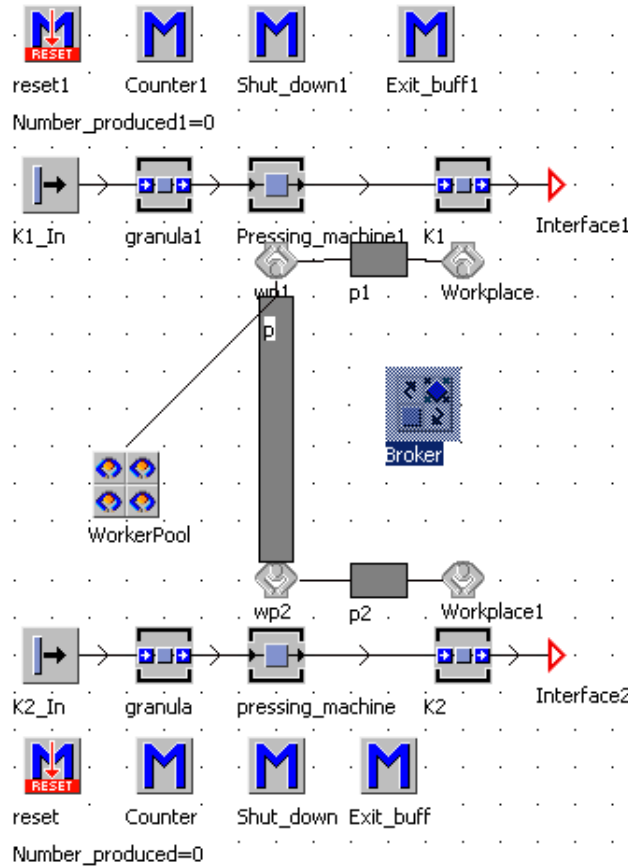 RESET
reset1 Counter1 Shut_down1 Exit_buff1
Number_produced1=0
K1_In granula1 Pressing_machine1 K1 Interface1
wp1 p1 Workplace
p
Broker
WorkerPool
wp2 p2 Workplace1
K2_In granula pressing_machine K2 Interface2
RESET
reset Counter Shut_down Exit_buff
Number_produced=0